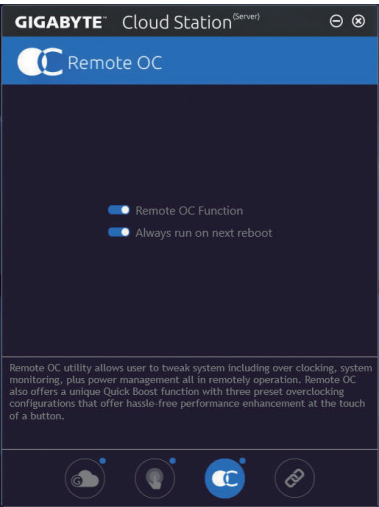 GIGABYTE™ Cloud Station(Server)
Remote OC
Remote OC Function
Always run on next reboot
Remote OC utility allows user to tweak system including over clocking, system
monitoring, plus power management all in remotely operation. Remote OC
also offers a unique Quick Boost function with three preset overclocking
configurations that offer hassle-free performance enhancement at the touch
of a button.
G